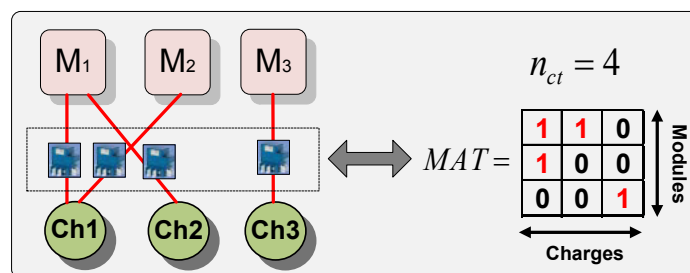 M1 M2 M3
n_ct = 4
MAT =
1 1 0
1 0 0
0 0 1
Modules
Charges
Ch1 Ch2 Ch3